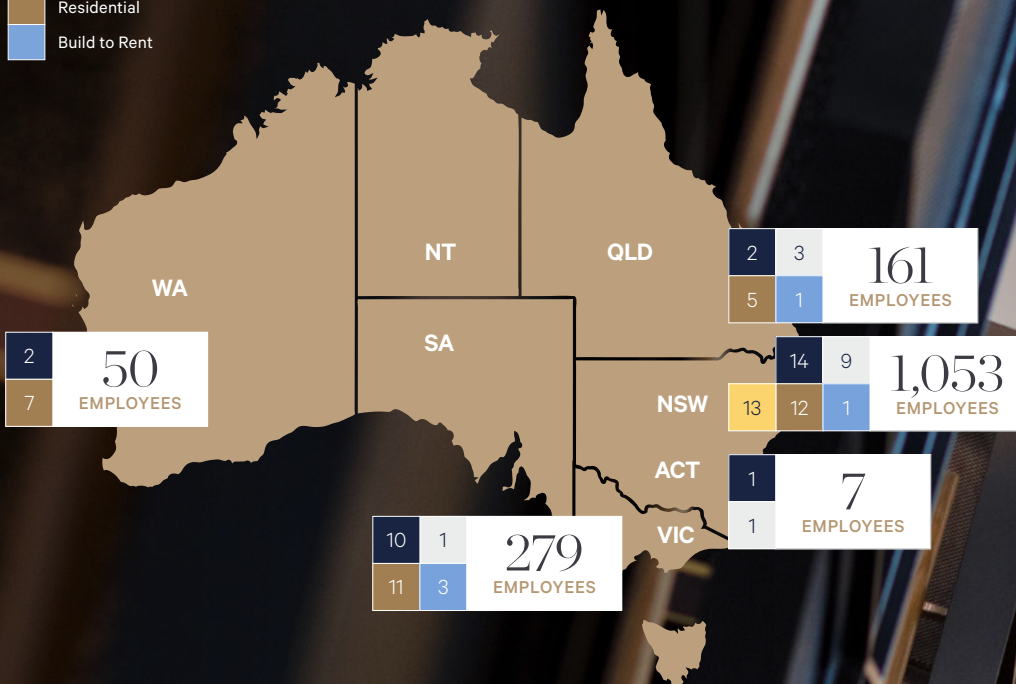 Residential
Build to Rent
NT
QLD
WA
2 3
5 1
161
EMPLOYEES
SA
2
7
50
EMPLOYEES
14 9
13 12 1
1,053
EMPLOYEES
NSW
ACT
1
1
7
EMPLOYEES
VIC
10 1
11 3
279
EMPLOYEES